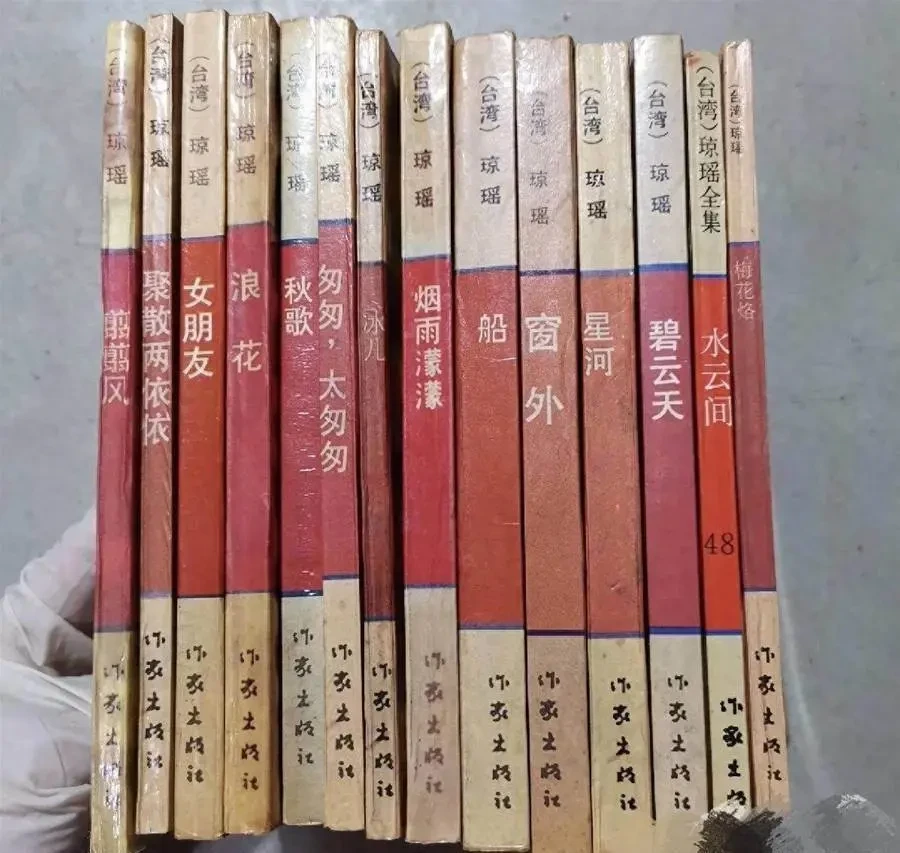 (台湾) 琼瑶
剪剪风
作家出版社
(台湾) 琼瑶
聚散两依依
作家出版社
(台湾) 琼瑶
女朋友
作家出版社
(台湾) 琼瑶
浪花
作家出版社
(台湾) 琼瑶
秋歌
作家出版社
(台湾) 琼瑶
匆匆，太匆匆
作家出版社
(台湾) 琼瑶
冰儿
作家出版社
(台湾) 琼瑶
烟雨濛濛
作家出版社
(台湾) 琼瑶
船
作家出版社
(台湾) 琼瑶
窗外
作家出版社
(台湾) 琼瑶
星河
作家出版社
(台湾) 琼瑶
碧云天
作家出版社
(台湾) 琼瑶全集
水云间
48
作家出版
(台湾) 琼瑶
梅花烙
作家出版社